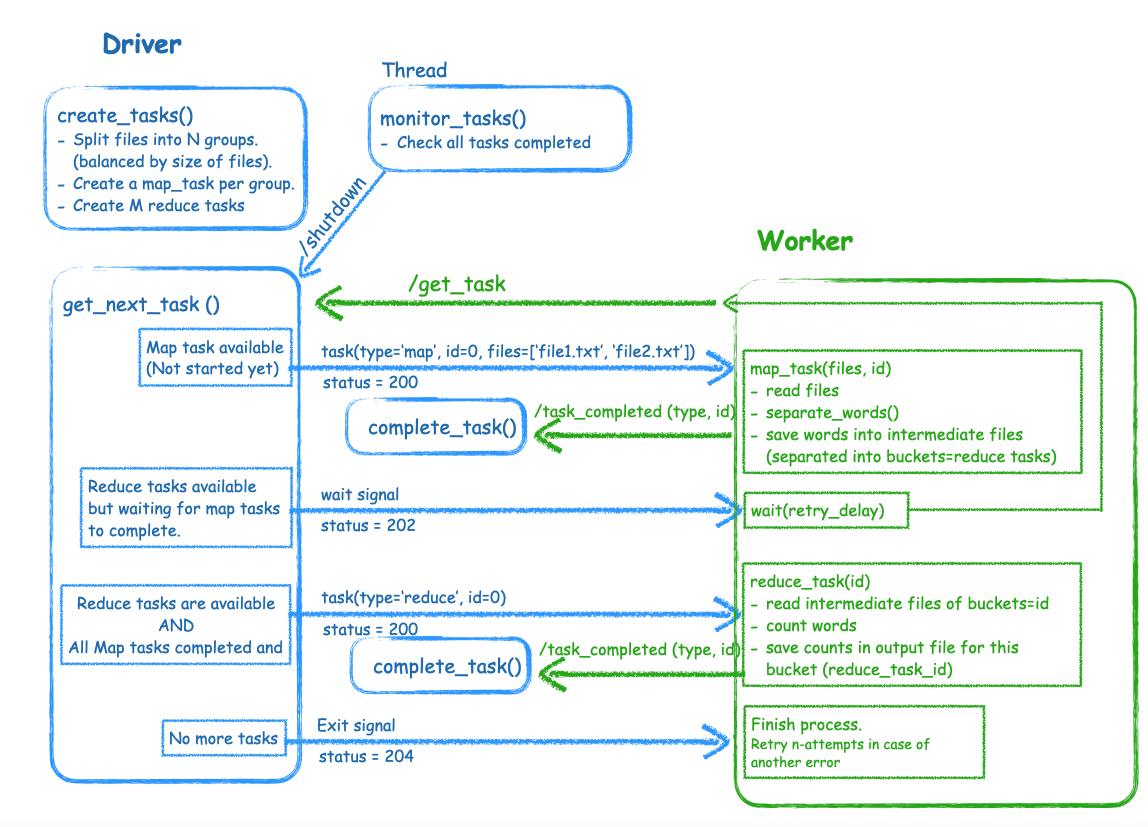 Driver
Thread
create_tasks()
- Split files into N groups.
(balanced by size of files).
- Create a map_task per group.
- Create M reduce tasks
monitor_tasks()
- Check all tasks completed
/shutdown
Worker
get_next_task ()
/get_task
Map task available
(Not started yet)
task(type=‘map’, id=0, files=[‘file1.txt’, ‘file2.txt’])
status = 200
map_task(files, id)
- read files
- separate_words()
- save words into intermediate files
(separated into buckets=reduce tasks)
/task_completed (type, id)
complete_task()
Reduce tasks available
but waiting for map tasks
to complete.
wait signal
status = 202
wait(retry_delay)
Reduce tasks are available
AND
All Map tasks completed and
task(type=‘reduce’, id=0)
status = 200
reduce_task(id)
- read intermediate files of buckets=id
- count words
- save counts in output file for this
bucket (reduce_task_id)
/task_completed (type, id)
complete_task()
No more tasks
Exit signal
status = 204
Finish process.
Retry n-attempts in case of
another error